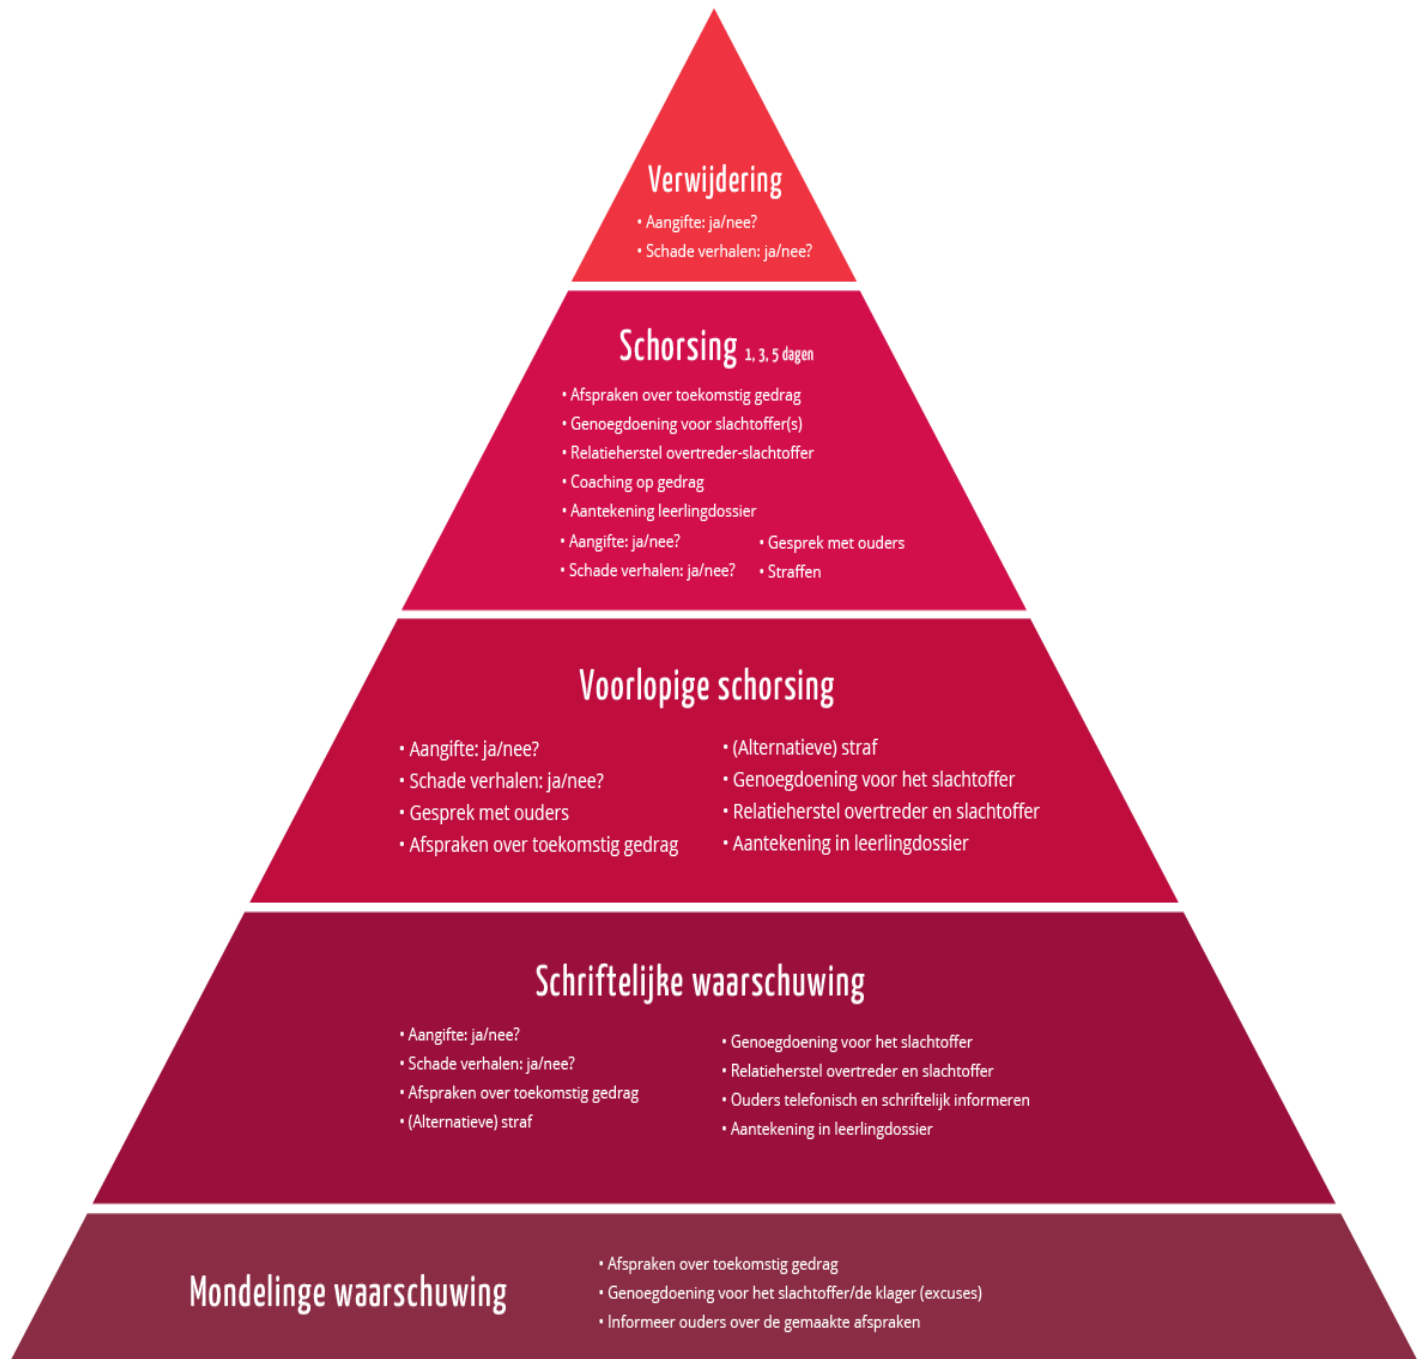 Verwijdering
• Aangifte: ja/nee?
• Schade verhalen: ja/nee?
Schorsing 1, 3, 5 dagen
• Afspraken over toekomstig gedrag
• Genoegdoening voor slachtoffer(s)
• Relatieherstel overtreder-slachtoffer
• Coaching op gedrag
• Aantekening leerlingdossier
• Aangifte: ja/nee?
• Schade verhalen: ja/nee?
• Gesprek met ouders
• Straffen
Voorlopige schorsing
• Aangifte: ja/nee?
• Schade verhalen: ja/nee?
• Gesprek met ouders
• Afspraken over toekomstig gedrag
• (Alternatieve) straf
• Genoegdoening voor het slachtoffer
• Relatieherstel overtreder en slachtoffer
• Aantekening in leerlingdossier
Schriftelijke waarschuwing
• Aangifte: ja/nee?
• Schade verhalen: ja/nee?
• Afspraken over toekomstig gedrag
• (Alternatieve) straf
• Genoegdoening voor het slachtoffer
• Relatieherstel overtreder en slachtoffer
• Ouders telefonisch en schriftelijk informeren
• Aantekening in leerlingdossier
Mondelinge waarschuwing
• Afspraken over toekomstig gedrag
• Genoegdoening voor het slachtoffer/de klager (excuses)
• Informeer ouders over de gemaakte afspraken